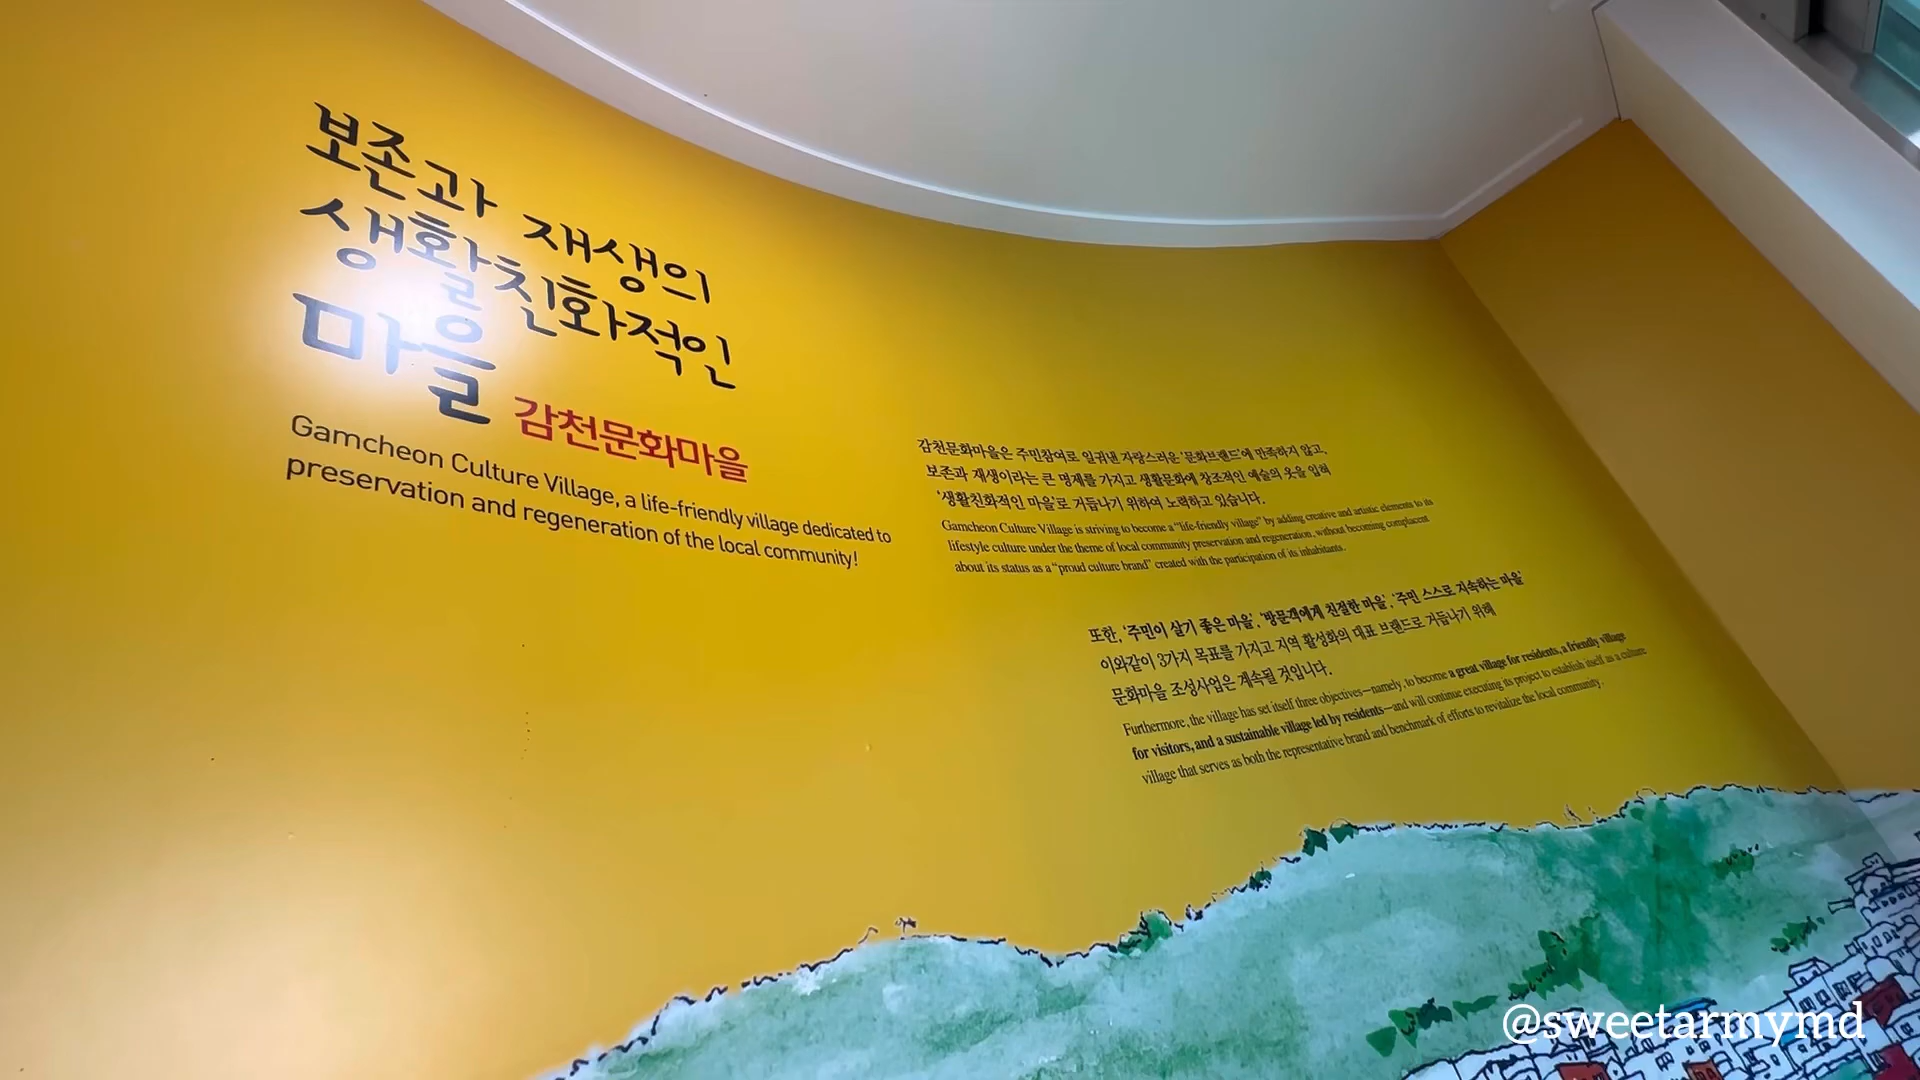 보존과 재생의
생활친화적인
마을 감천문화마을
Gamcheon Culture Village, a life-friendly village dedicated to
preservation and regeneration of the local community!
감천문화마을은 주민참여로 일궈낸 자랑스러운 '문화브랜드'에 만족하지 않고,
보존과 재생이라는 큰 명제를 가지고 생활문화에 창조적인 예술의 옷을 입혀
'생활친화적인 마을'로 거듭나기 위하여 노력하고 있습니다.
Gamcheon Culture Village is striving to become a "life-friendly village" by adding creative and artistic elements to its
lifestyle culture under the theme of local community preservation and regeneration, without becoming complacent
about its status as a "proud culture brand" created with the participation of its inhabitants.
또한, '주민이 살기 좋은 마을', '방문객에게 친절한 마을', '주민 스스로 지속하는 마을'
이와같이 3가지 목표를 가지고 지역 활성화의 대표 브랜드로 거듭나기 위해
문화마을 조성사업은 계속될 것입니다.
Furthermore, the village has set itself three objectives—namely, to become a great village for residents, a friendly village
for visitors, and a sustainable village led by residents—and will continue executing its project to establish itself as a culture
village that serves as both the representative brand and benchmark of efforts to revitalize the local community.
@sweetarmymd